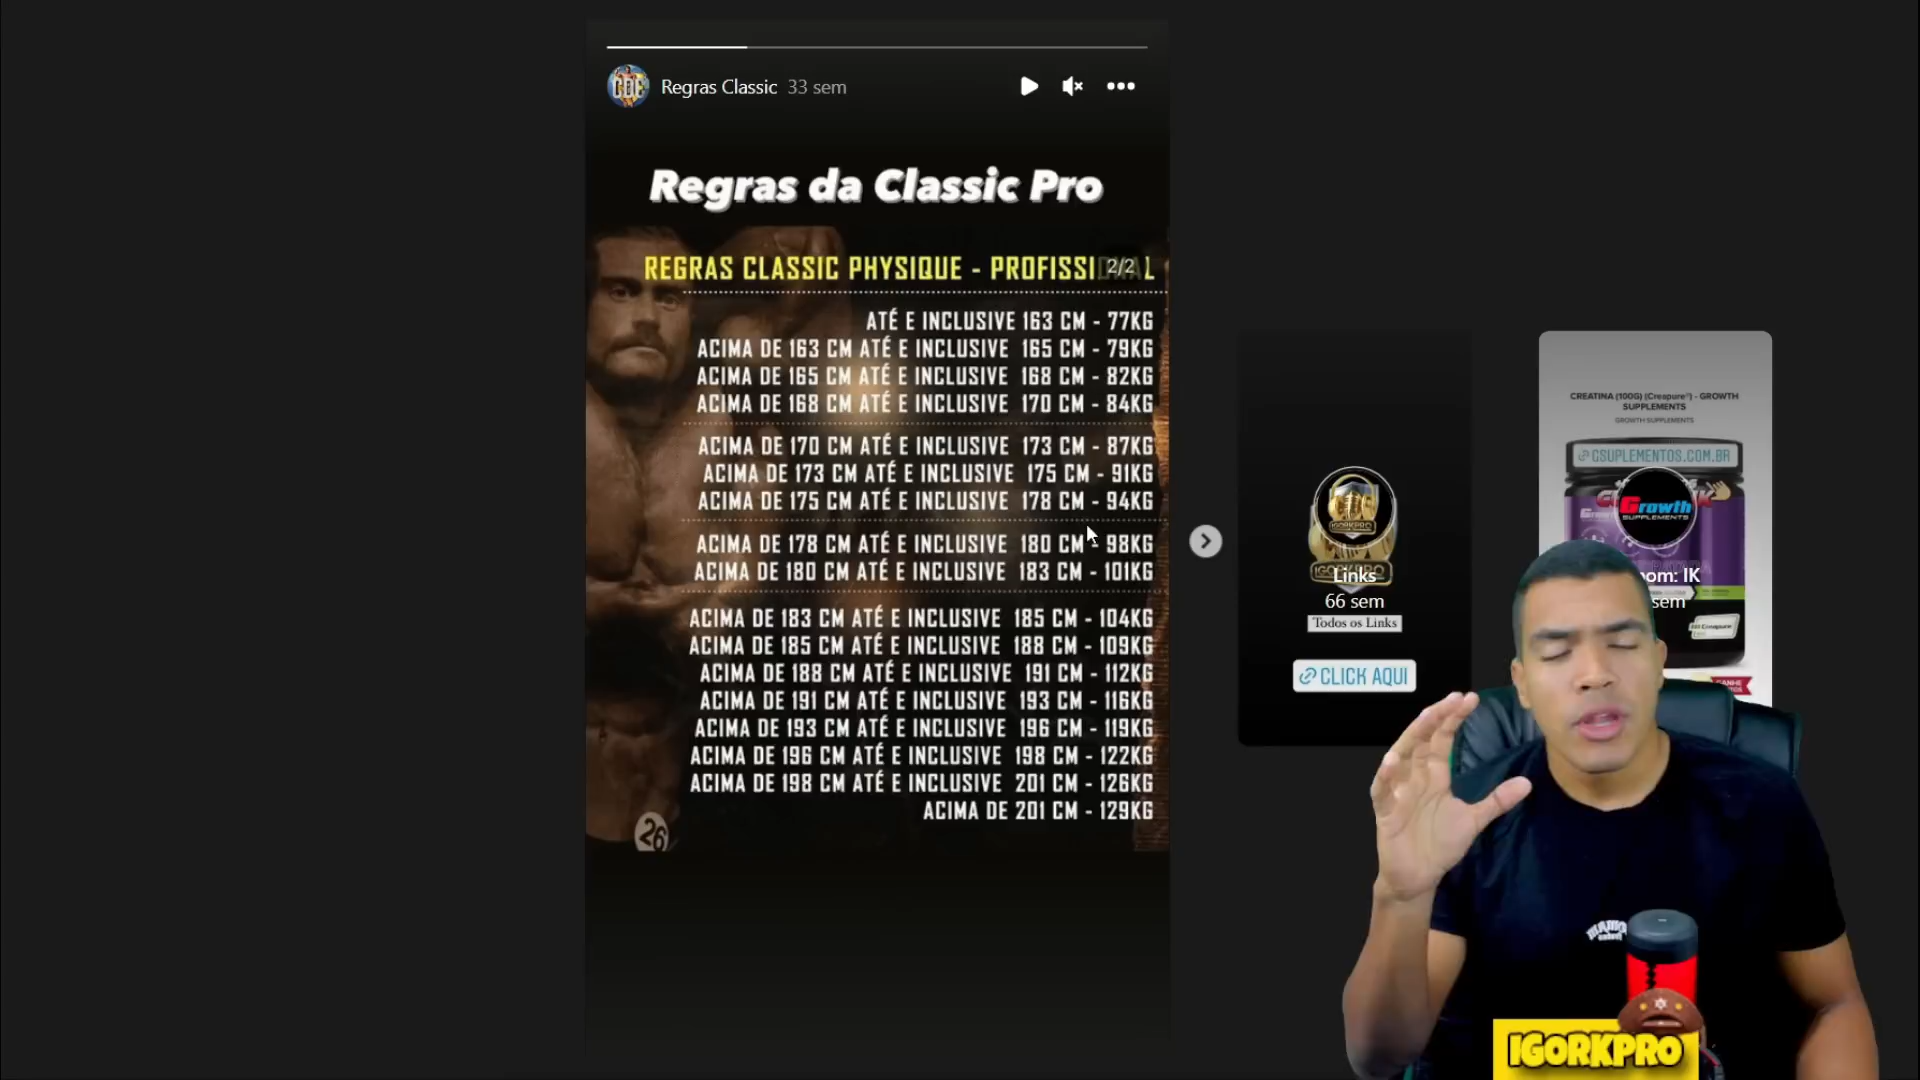 Regras Classic 33 sem
Regras da Classic Pro
REGRAS CLASSIC PHYSIQUE - PROFISSIONAL
2/2
ATÉ E INCLUSIVE 163 CM - 77KG
ACIMA DE 163 CM ATÉ E INCLUSIVE 165 CM - 79KG
ACIMA DE 165 CM ATÉ E INCLUSIVE 168 CM - 82KG
ACIMA DE 168 CM ATÉ E INCLUSIVE 170 CM - 84KG
ACIMA DE 170 CM ATÉ E INCLUSIVE 173 CM - 87KG
ACIMA DE 173 CM ATÉ E INCLUSIVE 175 CM - 91KG
ACIMA DE 175 CM ATÉ E INCLUSIVE 178 CM - 94KG
ACIMA DE 178 CM ATÉ E INCLUSIVE 180 CM - 98KG
ACIMA DE 180 CM ATÉ E INCLUSIVE 183 CM - 101KG
ACIMA DE 183 CM ATÉ E INCLUSIVE 185 CM - 104KG
ACIMA DE 185 CM ATÉ E INCLUSIVE 188 CM - 109KG
ACIMA DE 188 CM ATÉ E INCLUSIVE 191 CM - 112KG
ACIMA DE 191 CM ATÉ E INCLUSIVE 193 CM - 116KG
ACIMA DE 193 CM ATÉ E INCLUSIVE 196 CM - 119KG
ACIMA DE 196 CM ATÉ E INCLUSIVE 198 CM - 122KG
ACIMA DE 198 CM ATÉ E INCLUSIVE 201 CM - 126KG
ACIMA DE 201 CM - 129KG
26
IGORKPRO
Links
66 sem
Todos os Links
CLICK AQUI
CREATINA (100G) (Creapure®) - GROWTH
SUPPLEMENTS
GROWTH SUPPLEMENTS
GSUPLEMENTOS.COM.BR
Growth
SUPPLEMENTS
om: IK
sem
IGORKPRO